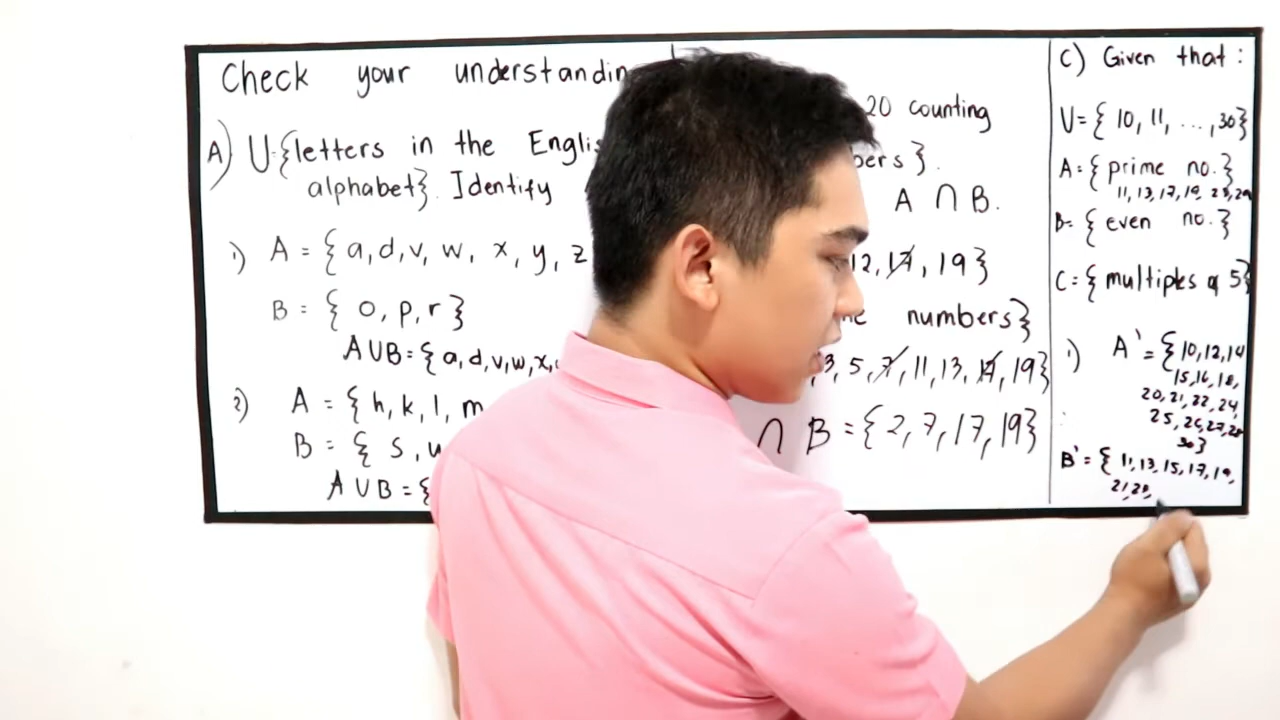 Check your understanding
A) U={letters in the English
alphabet}. Identify
1) A = {a,d,v, w, x, y, z
B = { o, p, r }
AUB={a,d,v,w,x,
2) A = {h, k, l, m
B = { s, u
A U B = {
20 counting
}.
A ∩ B.
12, 17, 19}
numbers}
3, 5, 7, 11, 13, 17, 19}
∩ B = {2, 7, 17, 19}
C) Given that :
U= { 10, 11, ..., 30}
A= {prime no.}
11, 13, 17, 19, 23, 29
B= {even no.}
C= {multiples of 5}
1) A' = {10,12,14
15,16,18,
20, 21, 22, 24,
25, 26,27,28
30}
B' = { 11,13, 15, 17, 19,
21,23,